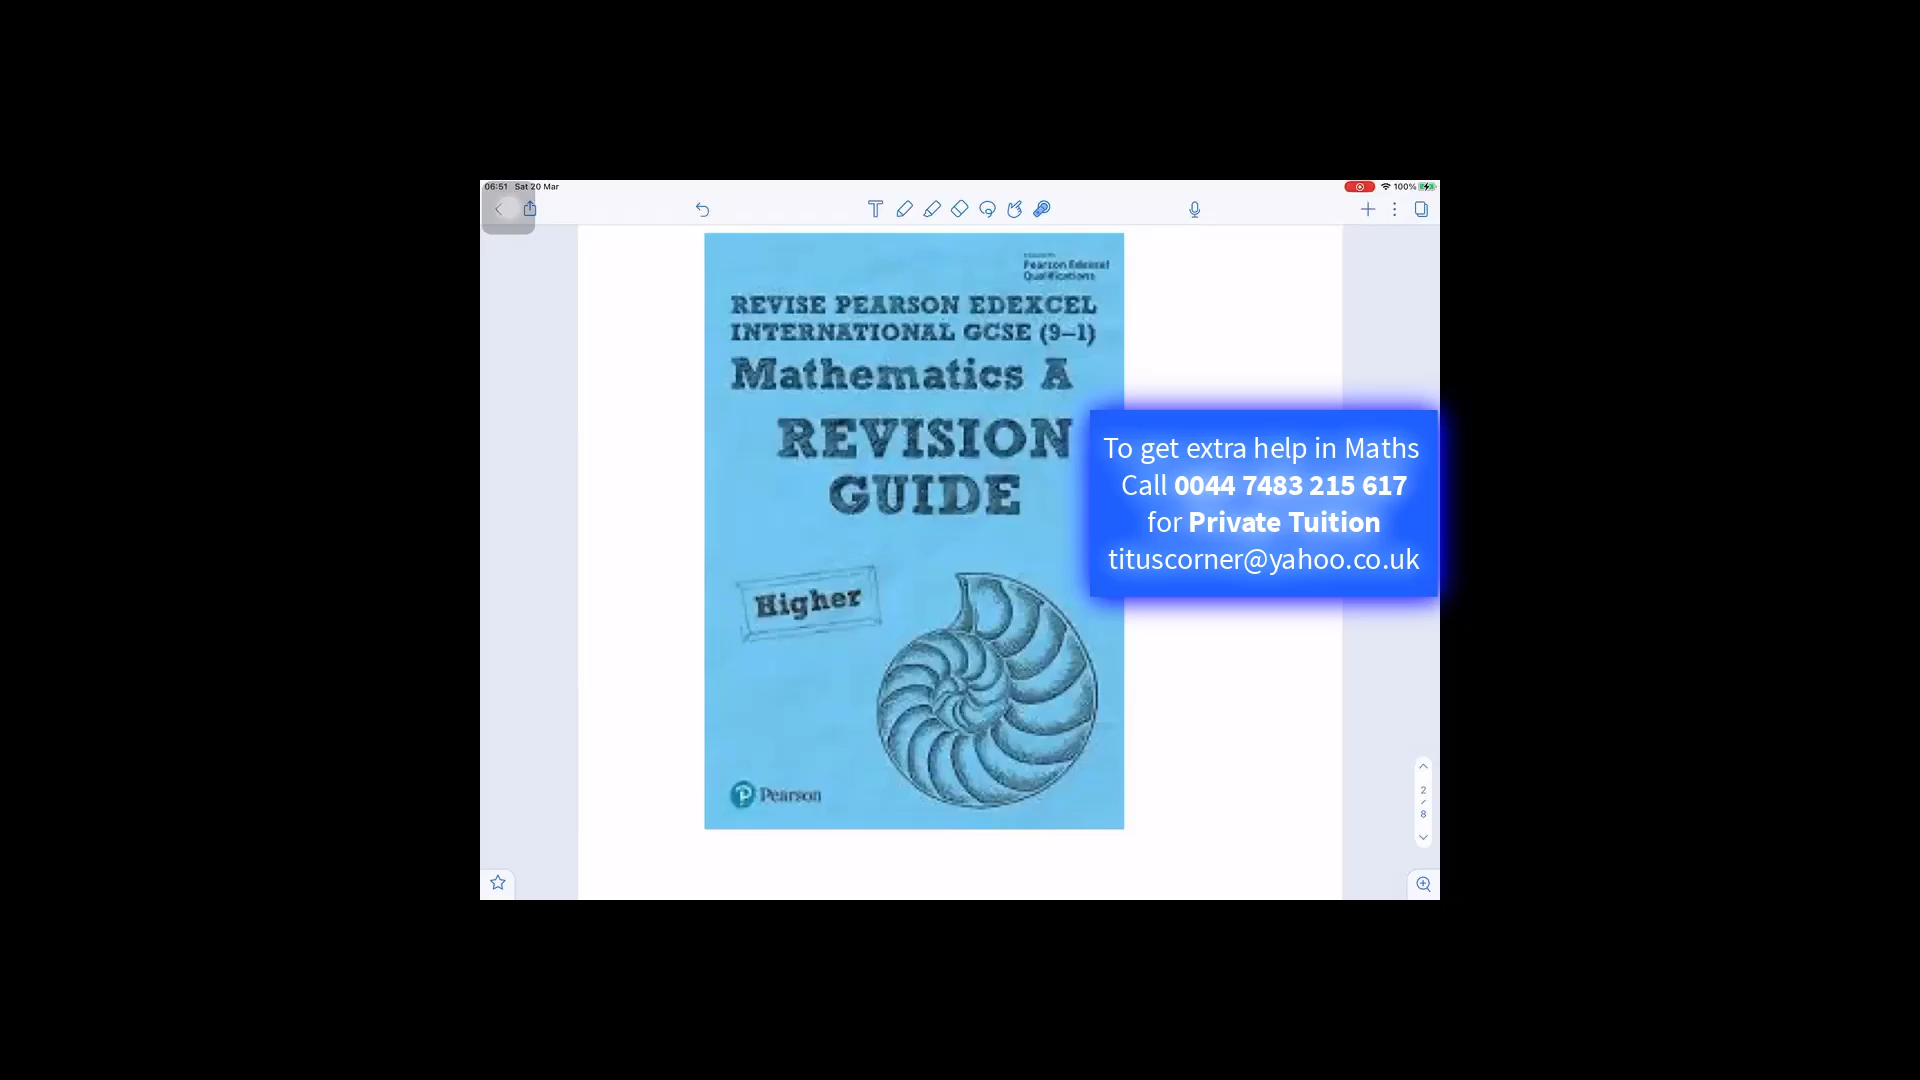 06:51 Sat 20 Mar
100%
Pearson Edexcel
Qualifications
REVISE PEARSON EDEXCEL
INTERNATIONAL GCSE (9–1)
Mathematics A
REVISION
GUIDE
To get extra help in Maths
Call 0044 7483 215 617
for Private Tuition
tituscorner@yahoo.co.uk
Higher
Pearson
2
/
8